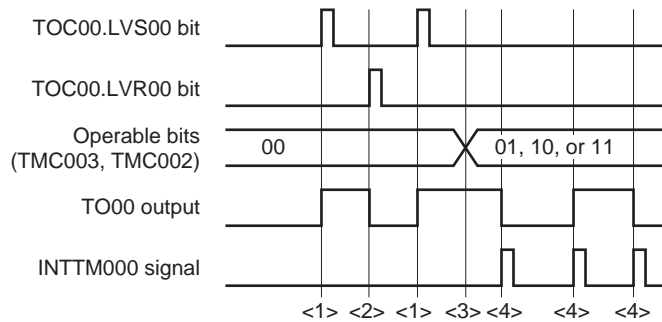 TOC00.LVS00 bit
TOC00.LVR00 bit
Operable bits
(TMC003, TMC002)
00
01, 10, or 11
TO00 output
INTTM000 signal
<1> <2> <1> <3> <4> <4> <4>